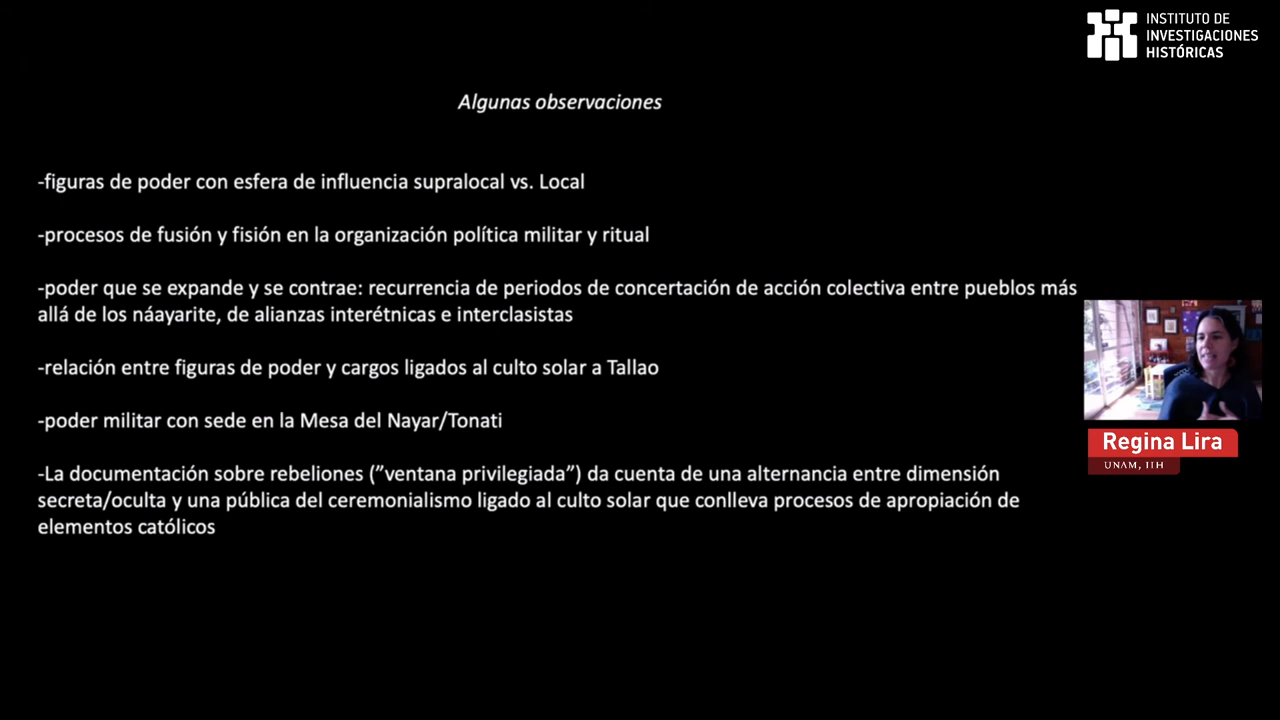 INSTITUTO DE
INVESTIGACIONES
HISTÓRICAS
Algunas observaciones
-figuras de poder con esfera de influencia supralocal vs. Local
-procesos de fusión y fisión en la organización política militar y ritual
-poder que se expande y se contrae: recurrencia de periodos de concertación de acción colectiva entre pueblos más
allá de los náayarite, de alianzas interétnicas e interclasistas
-relación entre figuras de poder y cargos ligados al culto solar a Tallao
-poder militar con sede en la Mesa del Nayar/Tonati
-La documentación sobre rebeliones (”ventana privilegiada”) da cuenta de una alternancia entre dimensión
secreta/oculta y una pública del ceremonialismo ligado al culto solar que conlleva procesos de apropiación de
elementos católicos
Regina Lira
UNAM, IIH